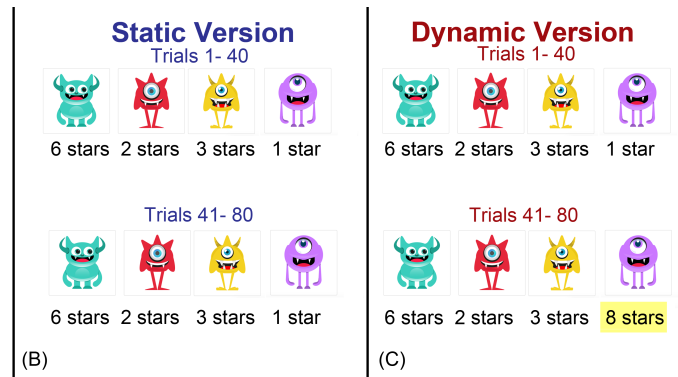 Static Version
Trials 1- 40
6 stars 2 stars 3 stars 1 star
Trials 41- 80
6 stars 2 stars 3 stars 1 star
(B)
Dynamic Version
Trials 1- 40
6 stars 2 stars 3 stars 1 star
Trials 41- 80
6 stars 2 stars 3 stars 8 stars
(C)